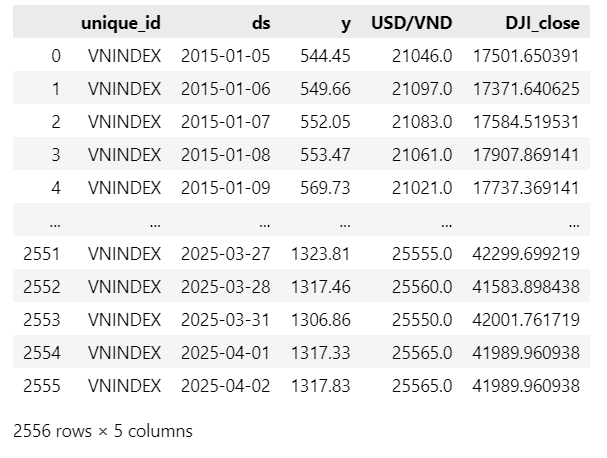 unique_id ds y USD/VND DJI_close
0 VNINDEX 2015-01-05 544.45 21046.0 17501.650391
1 VNINDEX 2015-01-06 549.66 21097.0 17371.640625
2 VNINDEX 2015-01-07 552.05 21083.0 17584.519531
3 VNINDEX 2015-01-08 553.47 21061.0 17907.869141
4 VNINDEX 2015-01-09 569.73 21021.0 17737.369141
... ... ... ... ... ...
2551 VNINDEX 2025-03-27 1323.81 25555.0 42299.699219
2552 VNINDEX 2025-03-28 1317.46 25560.0 41583.898438
2553 VNINDEX 2025-03-31 1306.86 25550.0 42001.761719
2554 VNINDEX 2025-04-01 1317.33 25565.0 41989.960938
2555 VNINDEX 2025-04-02 1317.83 25565.0 41989.960938
2556 rows × 5 columns